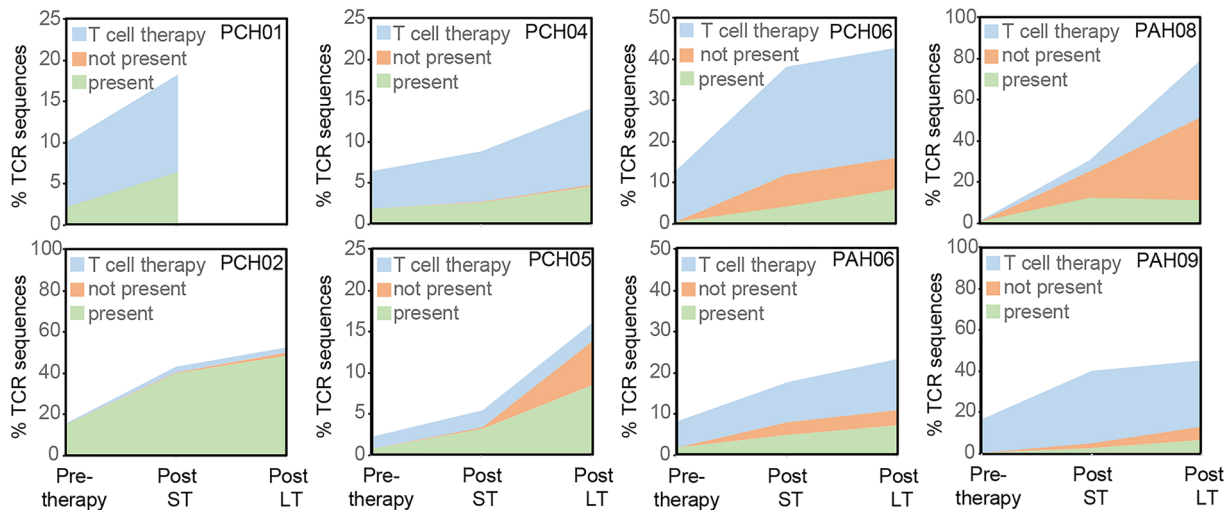 % TCR sequences
25
20
15
10
5
0
T cell therapy
not present
present
PCH01
% TCR sequences
25
20
15
10
5
0
T cell therapy
not present
present
PCH04
% TCR sequences
50
40
30
20
10
0
T cell therapy
not present
present
PCH06
% TCR sequences
100
80
60
40
20
0
T cell therapy
not present
present
PAH08
% TCR sequences
100
80
60
40
20
0
T cell therapy
not present
present
PCH02
Pre-
therapy
Post
ST
Post
LT
% TCR sequences
25
20
15
10
5
0
T cell therapy
not present
present
PCH05
Pre-
therapy
Post
ST
Post
LT
% TCR sequences
50
40
30
20
10
0
T cell therapy
not present
present
PAH06
Pre-
therapy
Post
ST
Post
LT
% TCR sequences
100
80
60
40
20
0
T cell therapy
not present
present
PAH09
Pre-
therapy
Post
ST
Post
LT